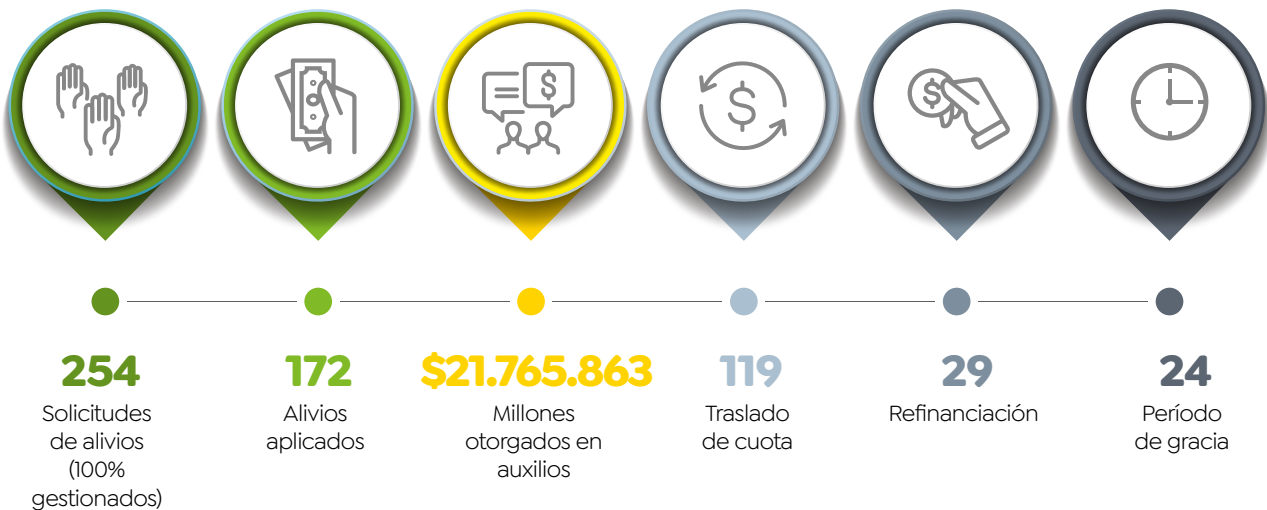 254
Solicitudes
de alivios
(100%
gestionados)
172
Alivios
aplicados
$21.765.863
Millones
otorgados en
auxilios
119
Traslado
de cuota
29
Refinanciación
24
Período
de gracia